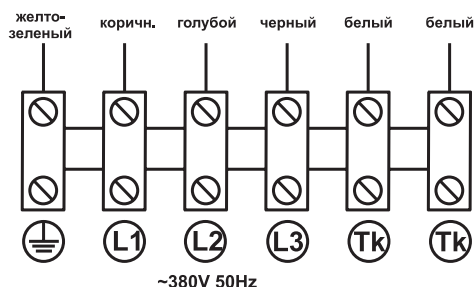 желто-
зеленый
коричн.
голубой
черный
белый
белый
L1
L2
L3
Tk
Tk
~380V 50Hz